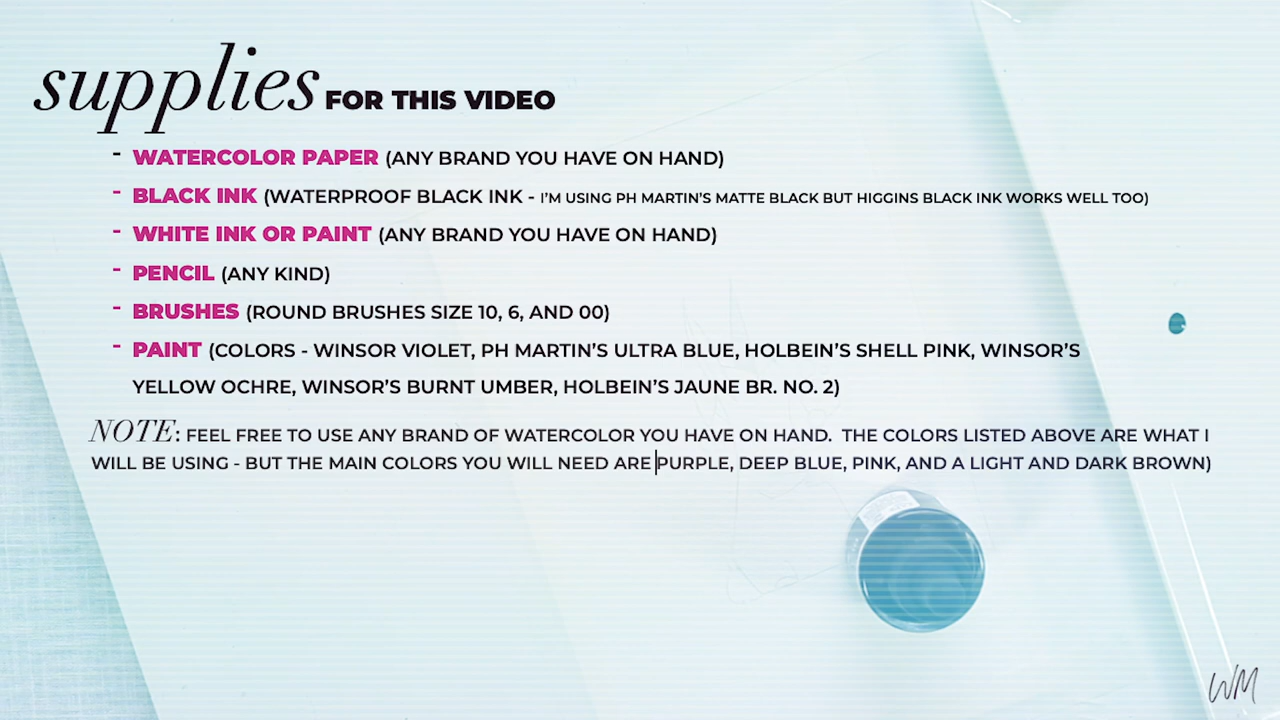 supplies FOR THIS VIDEO
- WATERCOLOR PAPER (ANY BRAND YOU HAVE ON HAND)
- BLACK INK (WATERPROOF BLACK INK - I'M USING PH MARTIN'S MATTE BLACK BUT HIGGINS BLACK INK WORKS WELL TOO)
- WHITE INK OR PAINT (ANY BRAND YOU HAVE ON HAND)
- PENCIL (ANY KIND)
- BRUSHES (ROUND BRUSHES SIZE 10, 6, AND 00)
- PAINT (COLORS - WINSOR VIOLET, PH MARTIN'S ULTRA BLUE, HOLBEIN'S SHELL PINK, WINSOR'S
YELLOW OCHRE, WINSOR'S BURNT UMBER, HOLBEIN'S JAUNE BR. NO. 2)
NOTE: FEEL FREE TO USE ANY BRAND OF WATERCOLOR YOU HAVE ON HAND. THE COLORS LISTED ABOVE ARE WHAT I
WILL BE USING - BUT THE MAIN COLORS YOU WILL NEED ARE PURPLE, DEEP BLUE, PINK, AND A LIGHT AND DARK BROWN)
WM